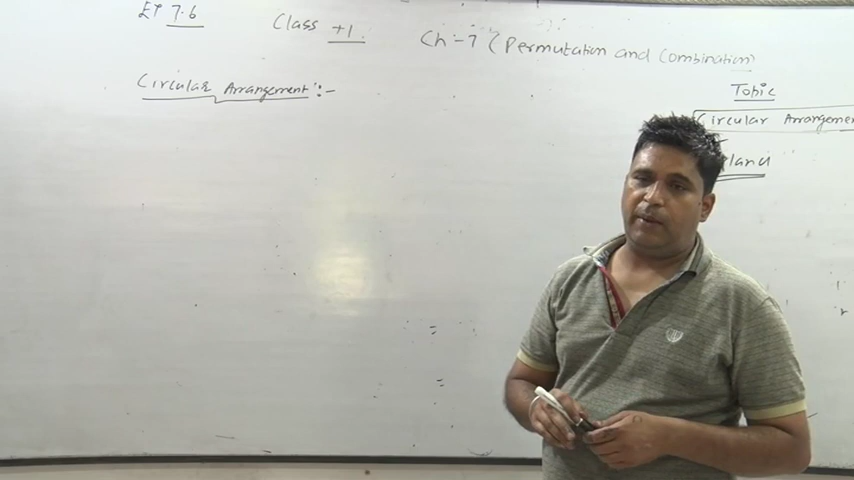 Ex 7.6
Class +1.
Ch:-7 (Permutation and Combination)
Circular Arrangement :-
Topic
Circular Arrangemen